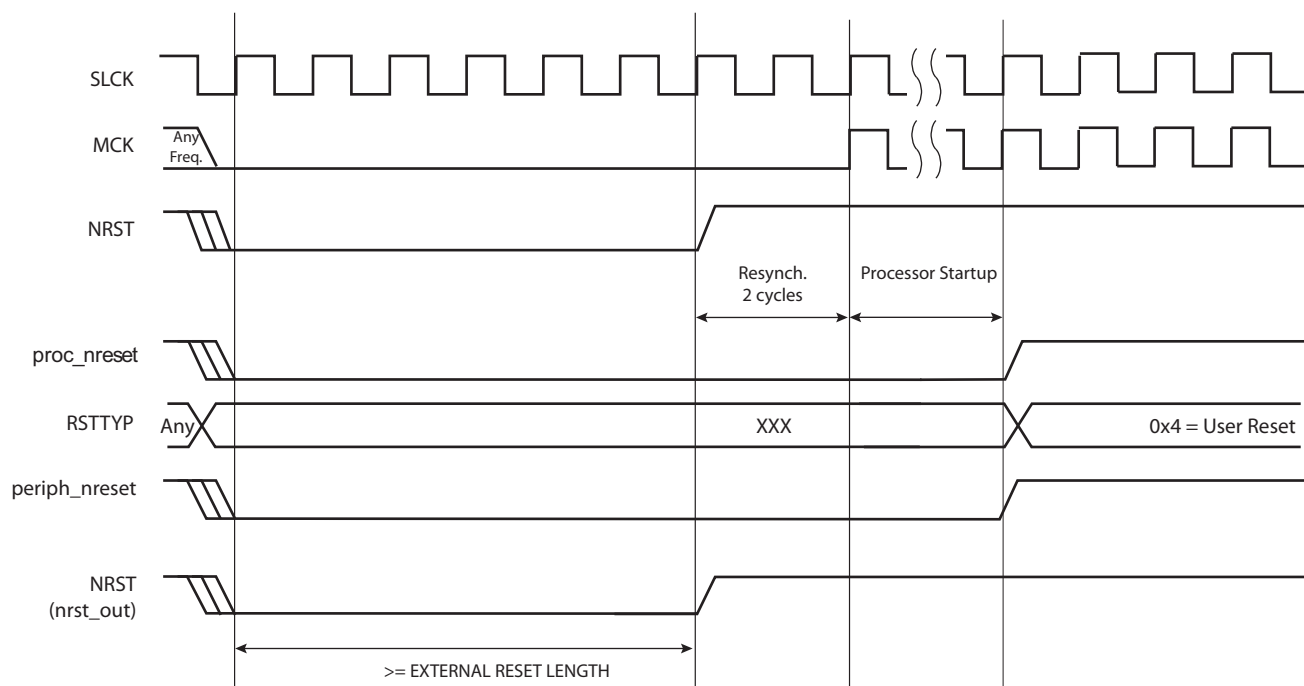 SLCK
MCK
Any
Freq.
NRST
Resynch.
2 cycles
Processor Startup
proc_nreset
RSTTYP
Any
XXX
0x4 = User Reset
periph_nreset
NRST
(nrst_out)
>= EXTERNAL RESET LENGTH